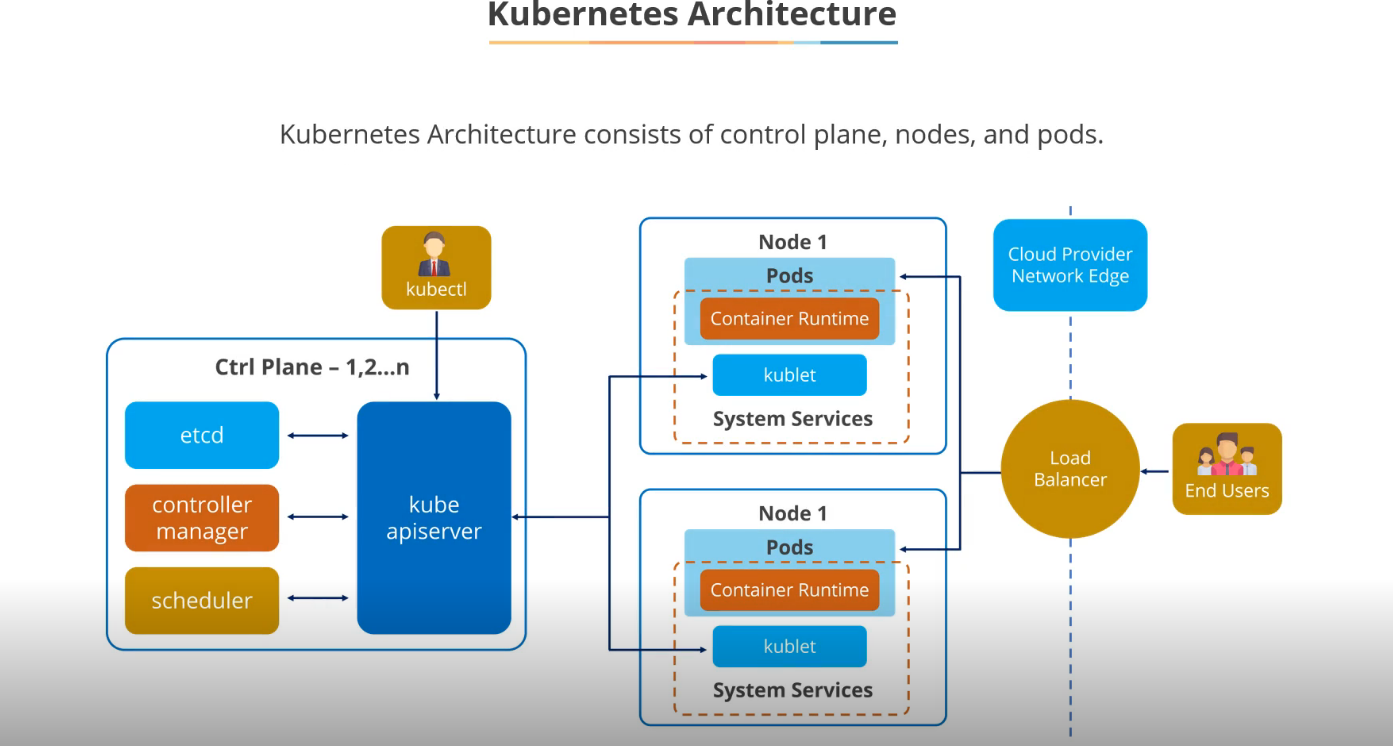 Kubernetes Architecture
Kubernetes Architecture consists of control plane, nodes, and pods.
kubectl
Ctrl Plane – 1,2...n
etcd
controller
manager
scheduler
kube
apiserver
Node 1
Pods
Container Runtime
kublet
System Services
Node 1
Pods
Container Runtime
kublet
System Services
Cloud Provider
Network Edge
Load
Balancer
End Users